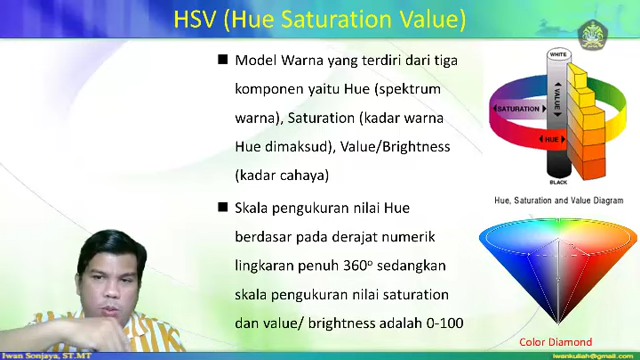 HSV (Hue Saturation Value)
■ Model Warna yang terdiri dari tiga
komponen yaitu Hue (spektrum
warna), Saturation (kadar warna
Hue dimaksud), Value/Brightness
(kadar cahaya)
■ Skala pengukuran nilai Hue
berdasar pada derajat numerik
lingkaran penuh 360º sedangkan
skala pengukuran nilai saturation
dan value/ brightness adalah 0-100
WHITE
SATURATION
VALUE
HUE
BLACK
Hue, Saturation and Value Diagram
Color Diamond
Iwan Sonjaya, ST.MT
iwankuliah@gmail.com